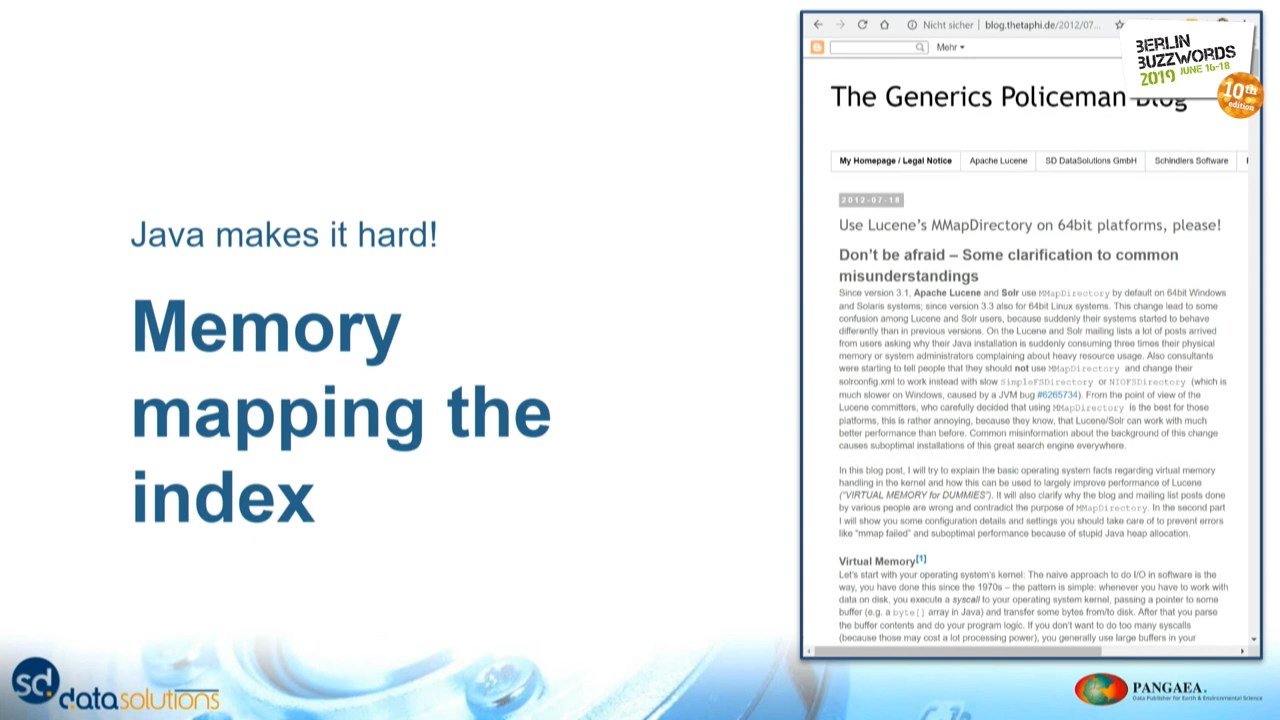 Java makes it hard!
Memory
mapping the
index
Nicht sicher | blog.thetaphi.de/2012/07...
Mehr
BERLIN
BUZZWORDS
2019 JUNE 16-18
10th
edition
The Generics Policeman Blog
My Homepage / Legal Notice
Apache Lucene
SD DataSolutions GmbH
Schindlers Software
2012-07-18
Use Lucene's MMapDirectory on 64bit platforms, please!
Don't be afraid – Some clarification to common
misunderstandings
Since version 3.1, Apache Lucene and Solr use MMapDirectory by default on 64bit Windows
and Solaris systems; since version 3.3 also for 64bit Linux systems. This change lead to some
confusion among Lucene and Solr users, because suddenly their systems started to behave
differently than in previous versions. On the Lucene and Solr mailing lists a lot of posts arrived
from users asking why their Java installation is suddenly consuming three times their physical
memory or system administrators complaining about heavy resource usage. Also consultants
were starting to tell people that they should not use MMapDirectory and change their
solrconfig.xml to work instead with slow SimpleFSDirectory or NIOFSDirectory (which is
much slower on Windows, caused by a JVM bug #6265734). From the point of view of the
Lucene committers, who carefully decided that using MMapDirectory is the best for those
platforms, this is rather annoying, because they know, that Lucene/Solr can work with much
better performance than before. Common misinformation about the background of this change
causes suboptimal installations of this great search engine everywhere.
In this blog post, I will try to explain the basic operating system facts regarding virtual memory
handling in the kernel and how this can be used to largely improve performance of Lucene
("VIRTUAL MEMORY for DUMMIES"). It will also clarify why the blog and mailing list posts done
by various people are wrong and contradict the purpose of MMapDirectory. In the second part
I will show you some configuration details and settings you should take care of to prevent errors
like "mmap failed" and suboptimal performance because of stupid Java heap allocation.
Virtual Memory[1]
Let's start with your operating system's kernel: The naive approach to do I/O in software is the
way, you have done this since the 1970s – the pattern is simple: whenever you have to work with
data on disk, you execute a syscall to your operating system kernel, passing a pointer to some
buffer (e.g. a byte[] array in Java) and transfer some bytes from/to disk. After that you parse
the buffer contents and do your program logic. If you don't want to do too many syscalls
(because those may cost a lot processing power), you generally use large buffers in your
sd.datasolutions
PANGAEA.
Data Publisher for Earth & Environmental Science